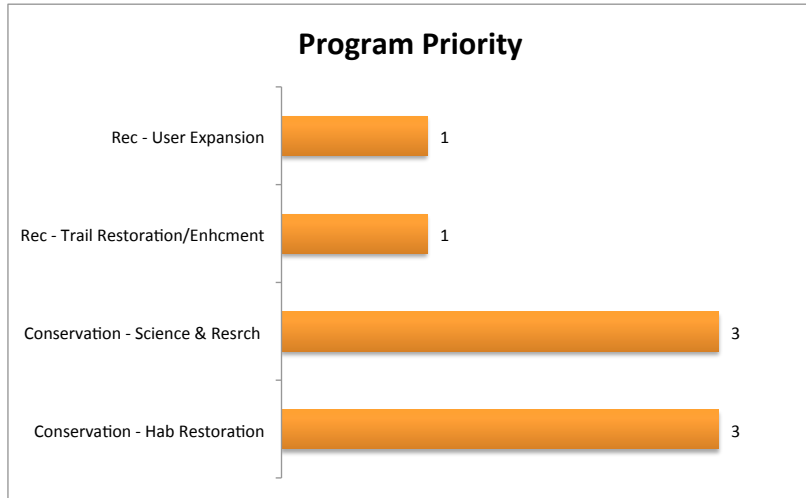 Program Priority
Rec - User Expansion 1
Rec - Trail Restoration/Enhcment 1
Conservation - Science & Resrch 3
Conservation - Hab Restoration 3